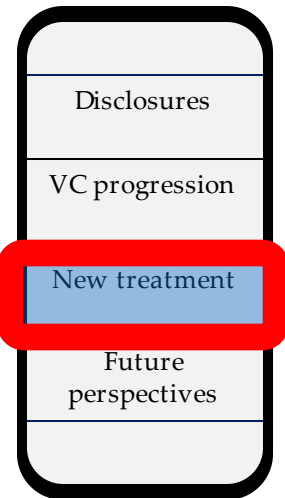 Disclosures
VC progression
New treatment
Future
perspectives